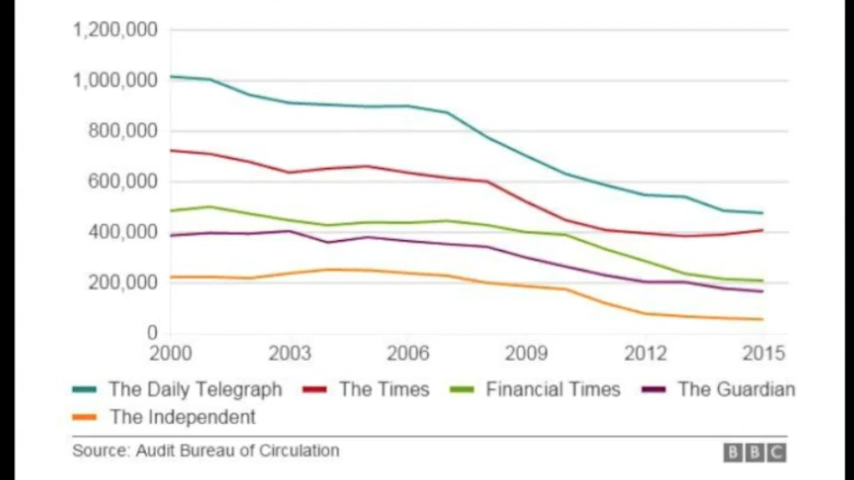 1,200,000
1,000,000
800,000
600,000
400,000
200,000
0
2000 2003 2006 2009 2012 2015
The Daily Telegraph The Times Financial Times The Guardian
The Independent
Source: Audit Bureau of Circulation BBC